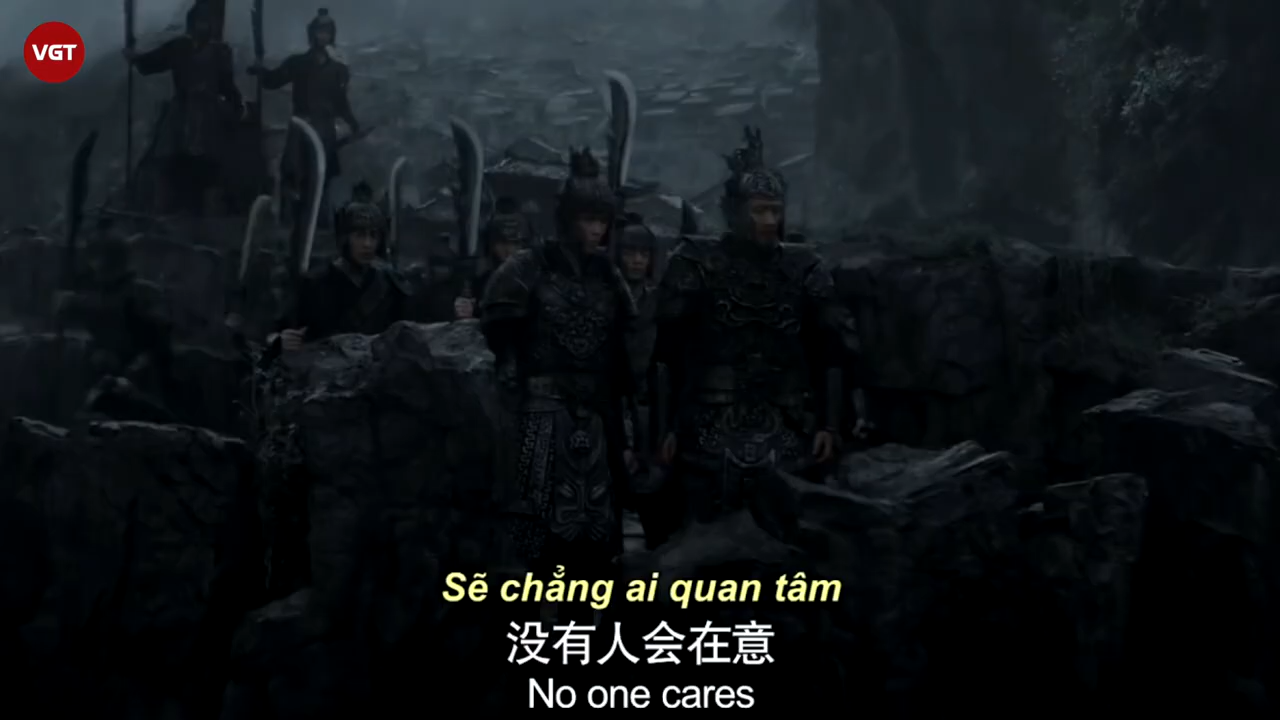 VGT
Sẽ chẳng ai quan tâm
没有人会在意
No one cares